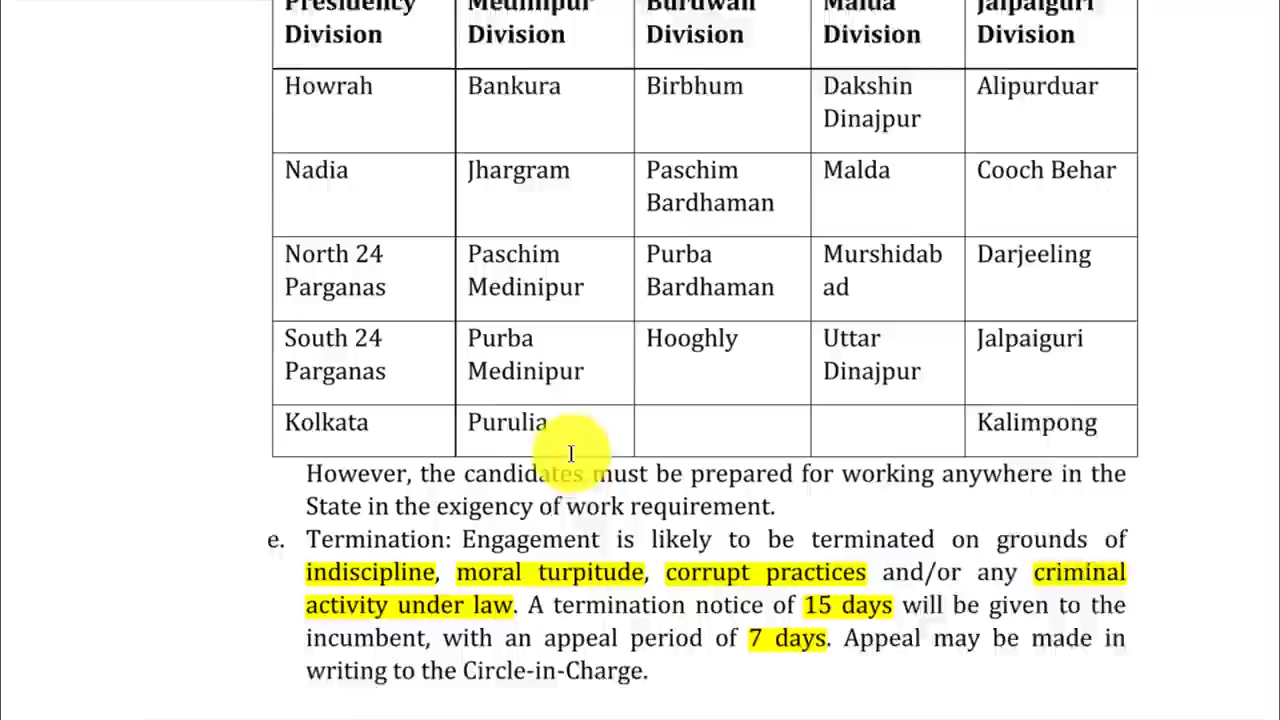 Presidency Medinipur Burdwan Malda Jalpaiguri
Division Division Division Division Division
Howrah Bankura Birbhum Dakshin Alipurduar
Dinajpur
Nadia Jhargram Paschim Malda Cooch Behar
Bardhaman
North 24 Paschim Purba Murshidab Darjeeling
Parganas Medinipur Bardhaman ad
South 24 Purba Hooghly Uttar Jalpaiguri
Parganas Medinipur Dinajpur
Kolkata Purulia Kalimpong
However, the candidates must be prepared for working anywhere in the
State in the exigency of work requirement.
e. Termination: Engagement is likely to be terminated on grounds of
indiscipline, moral turpitude, corrupt practices and/or any criminal
activity under law. A termination notice of 15 days will be given to the
incumbent, with an appeal period of 7 days. Appeal may be made in
writing to the Circle-in-Charge.